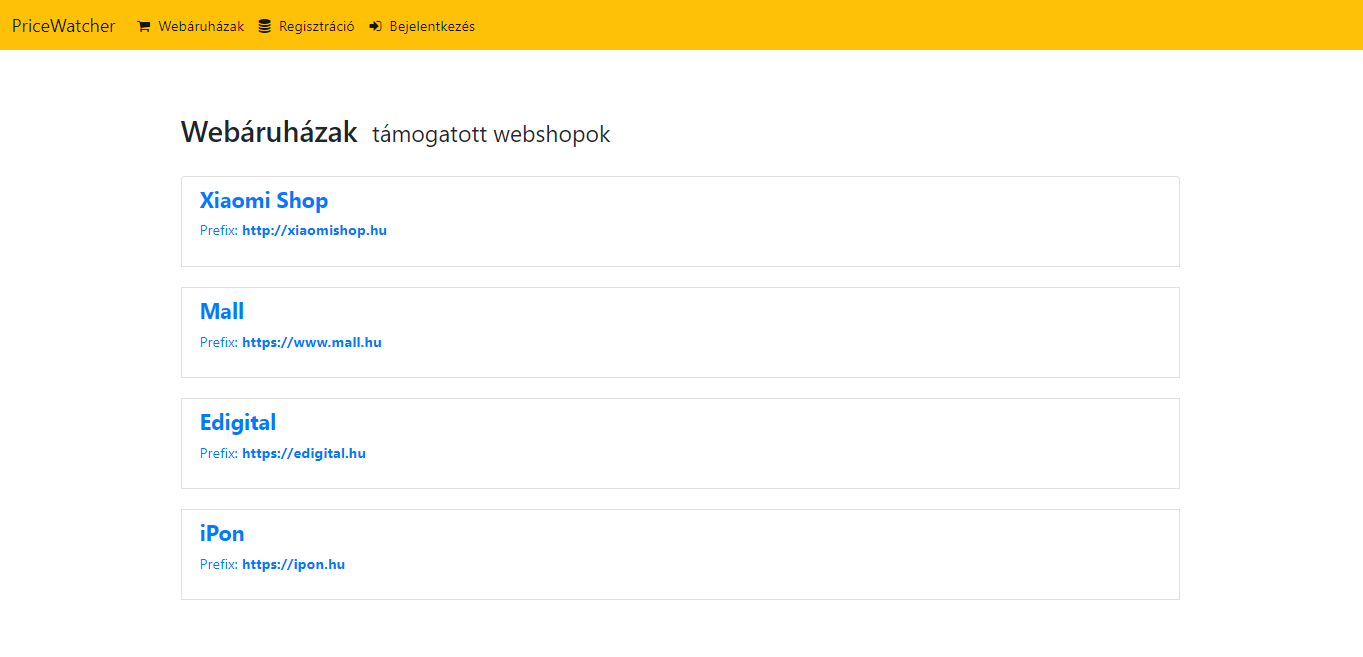 PriceWatcher Webáruházak Regisztráció Bejelentkezés
Webáruházak támogatott webshopok
Xiaomi Shop
Prefix: http://xiaomishop.hu
Mall
Prefix: https://www.mall.hu
Edigital
Prefix: https://edigital.hu
iPon
Prefix: https://ipon.hu